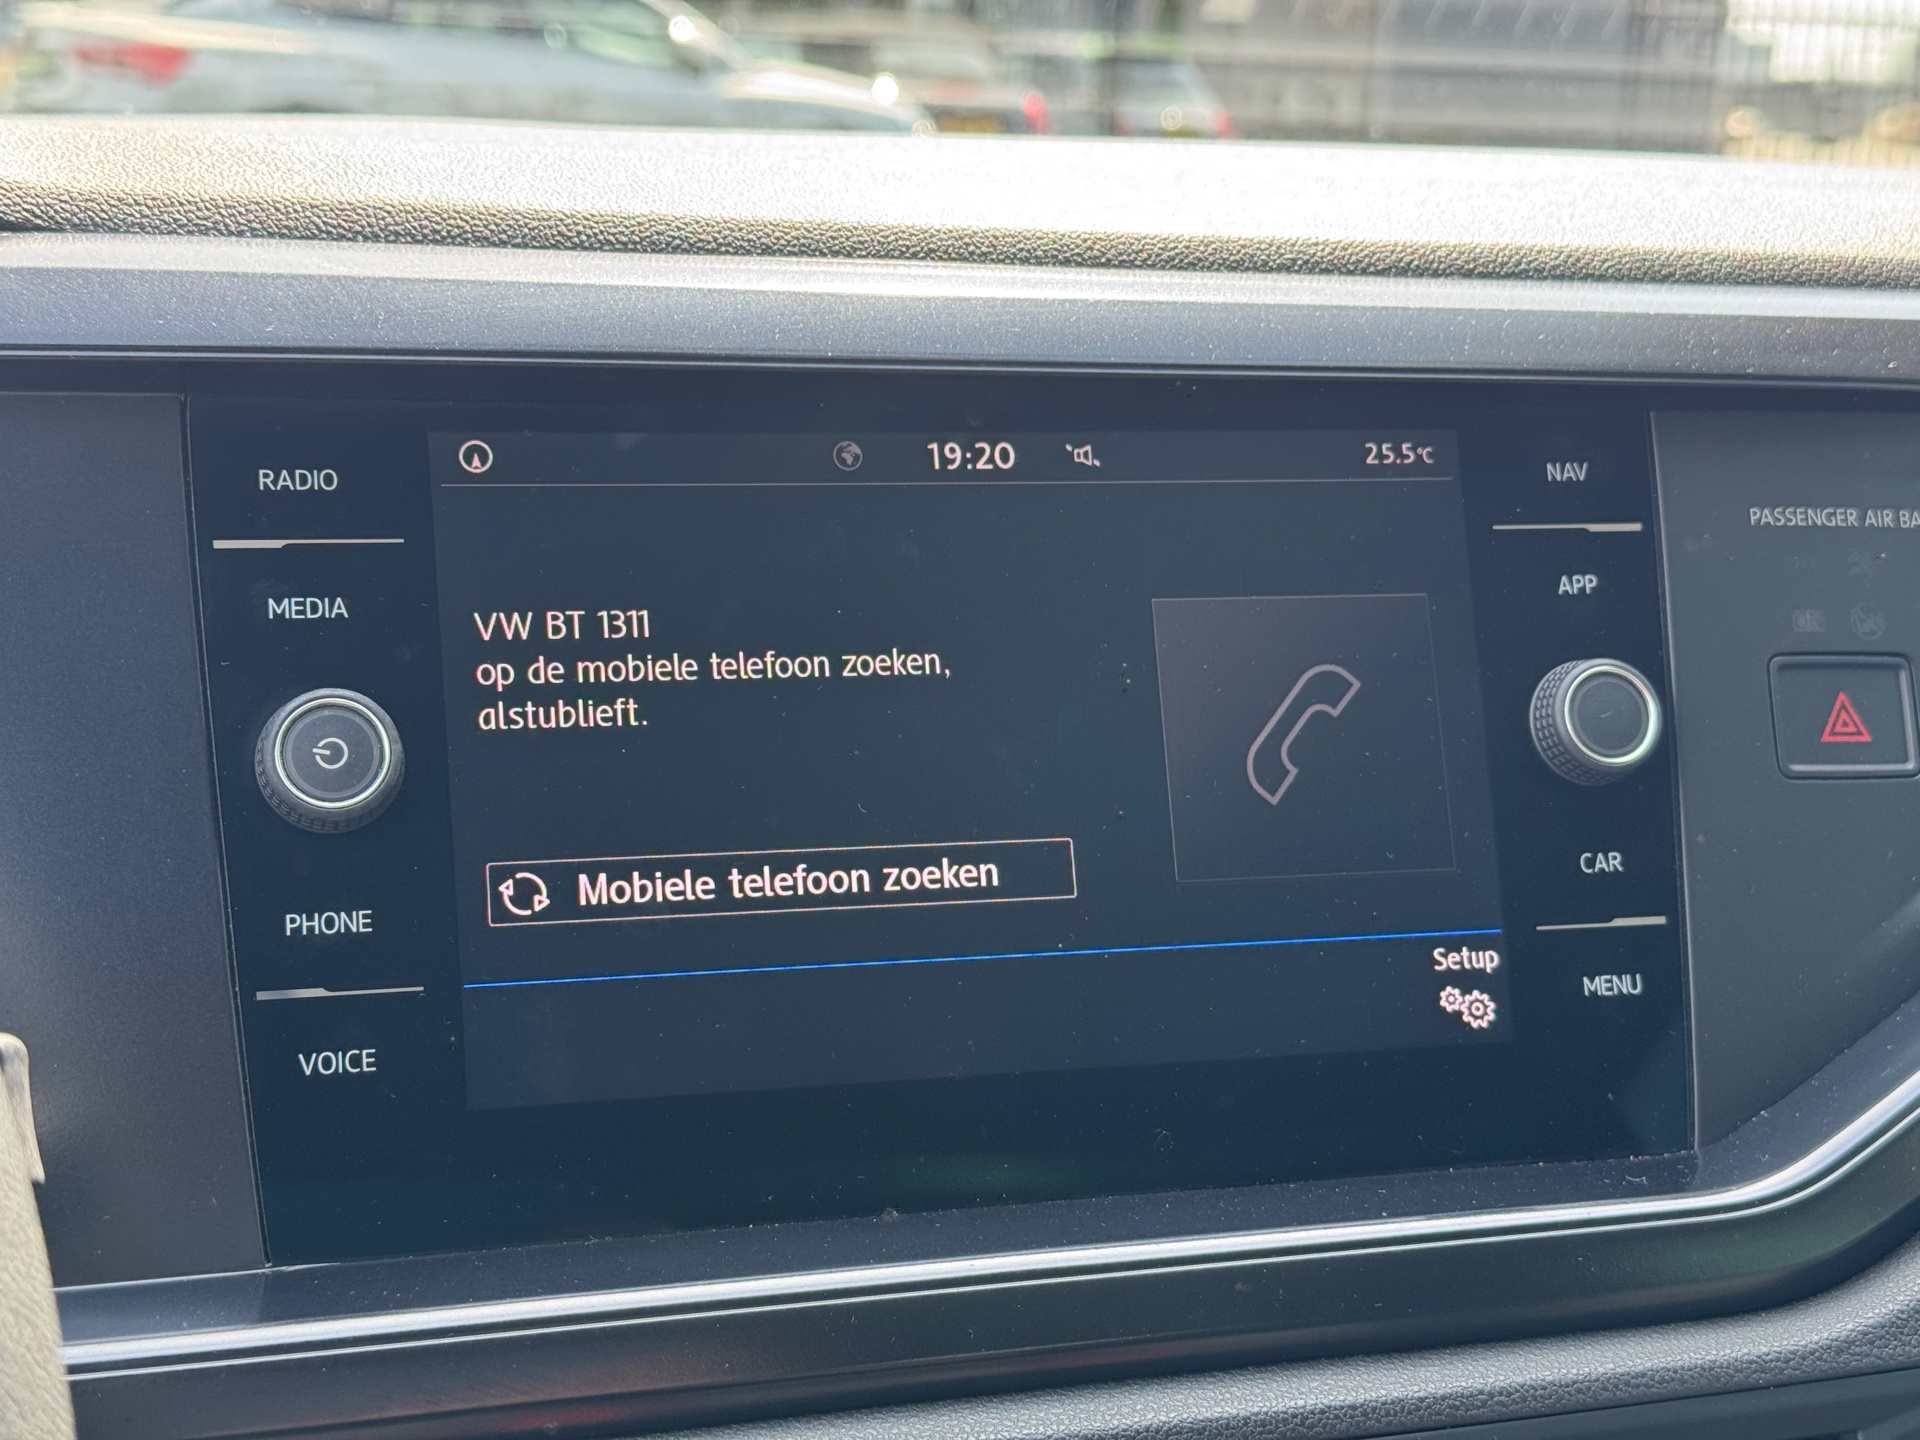 RADIO
MEDIA
PHONE
VOICE
19:20
25.5°C
VW BT 1311
op de mobiele telefoon zoeken,
alstublieft.
Mobiele telefoon zoeken
Setup
NAV
APP
CAR
MENU
PASSENGER AIR BA
ON